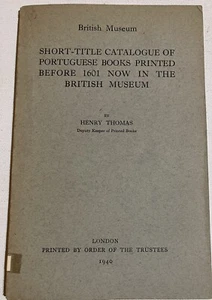 British Museum
SHORT-TITLE CATALOGUE OF
PORTUGUESE BOOKS PRINTED
BEFORE 1601 NOW IN THE
BRITISH MUSEUM
BY
HENRY THOMAS
Deputy Keeper of Printed Books
LONDON
PRINTED BY ORDER OF THE TRUSTEES
1940